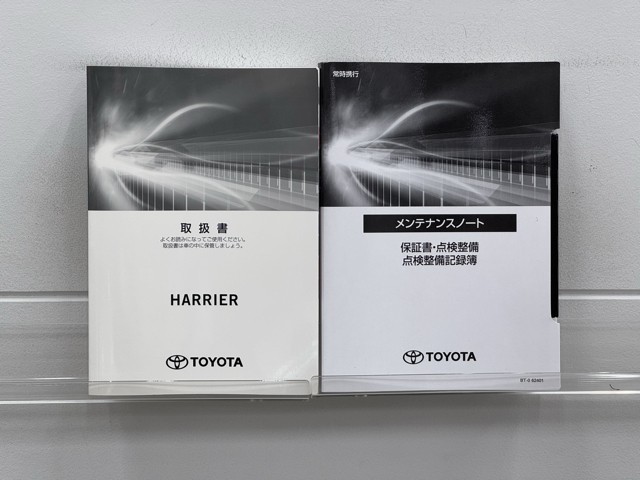 取扱書
よくお読みになってご使用ください。
取扱書は車の中に保管しましょう。
HARRIER
TOYOTA
常時携行
メンテナンスノート
保証書・点検整備
点検整備記録簿
TOYOTA